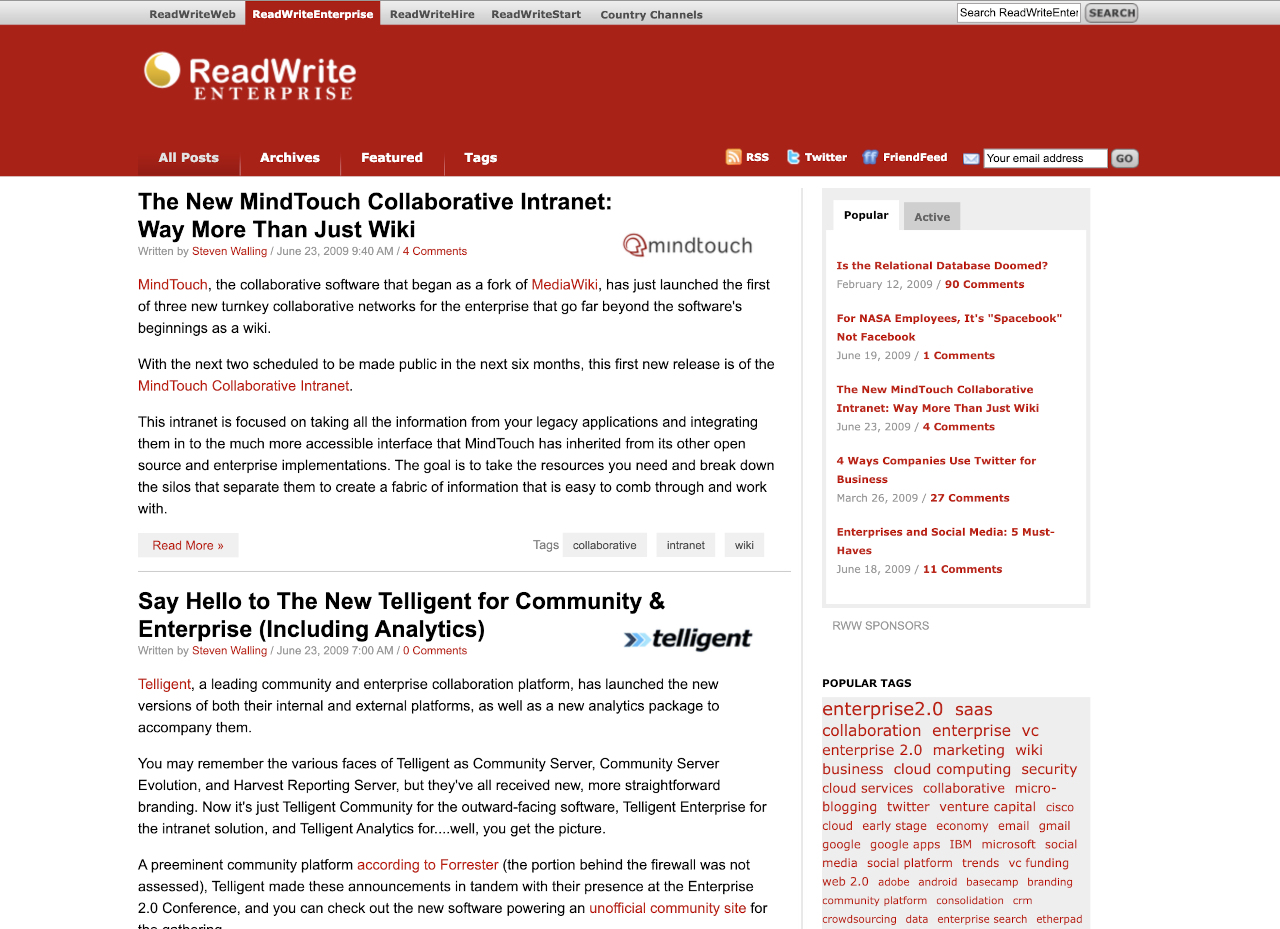 ReadWriteWeb ReadWriteEnterprise ReadWriteHire ReadWriteStart Country Channels
Search ReadWriteEnter SEARCH
ReadWrite
ENTERPRISE
All Posts Archives Featured Tags
RSS Twitter FriendFeed Your email address GO
The New MindTouch Collaborative Intranet:
Way More Than Just Wiki
Written by Steven Walling / June 23, 2009 9:40 AM / 4 Comments
mindtouch
MindTouch, the collaborative software that began as a fork of MediaWiki, has just launched the first
of three new turnkey collaborative networks for the enterprise that go far beyond the software's
beginnings as a wiki.
With the next two scheduled to be made public in the next six months, this first new release is of the
MindTouch Collaborative Intranet.
This intranet is focused on taking all the information from your legacy applications and integrating
them in to the much more accessible interface that MindTouch has inherited from its other open
source and enterprise implementations. The goal is to take the resources you need and break down
the silos that separate them to create a fabric of information that is easy to comb through and work
with.
Read More »
Tags collaborative intranet wiki
Say Hello to The New Telligent for Community &
Enterprise (Including Analytics)
Written by Steven Walling / June 23, 2009 7:00 AM / 0 Comments
telligent
Telligent, a leading community and enterprise collaboration platform, has launched the new
versions of both their internal and external platforms, as well as a new analytics package to
accompany them.
You may remember the various faces of Telligent as Community Server, Community Server
Evolution, and Harvest Reporting Server, but they've all received new, more straightforward
branding. Now it's just Telligent Community for the outward-facing software, Telligent Enterprise for
the intranet solution, and Telligent Analytics for....well, you get the picture.
A preeminent community platform according to Forrester (the portion behind the firewall was not
assessed), Telligent made these announcements in tandem with their presence at the Enterprise
2.0 Conference, and you can check out the new software powering an unofficial community site for
the gathering.
Popular Active
Is the Relational Database Doomed?
February 12, 2009 / 90 Comments
For NASA Employees, It's "Spacebook"
Not Facebook
June 19, 2009 / 1 Comments
The New MindTouch Collaborative
Intranet: Way More Than Just Wiki
June 23, 2009 / 4 Comments
4 Ways Companies Use Twitter for
Business
March 26, 2009 / 27 Comments
Enterprises and Social Media: 5 Must-
Haves
June 18, 2009 / 11 Comments
RWW SPONSORS
POPULAR TAGS
enterprise2.0 saas
collaboration enterprise vc
enterprise 2.0 marketing wiki
business cloud computing security
cloud services collaborative micro-
blogging twitter venture capital cisco
cloud early stage economy email gmail
google google apps IBM microsoft social
media social platform trends vc funding
web 2.0 adobe android basecamp branding
community platform consolidation crm
crowdsourcing data enterprise search etherpad